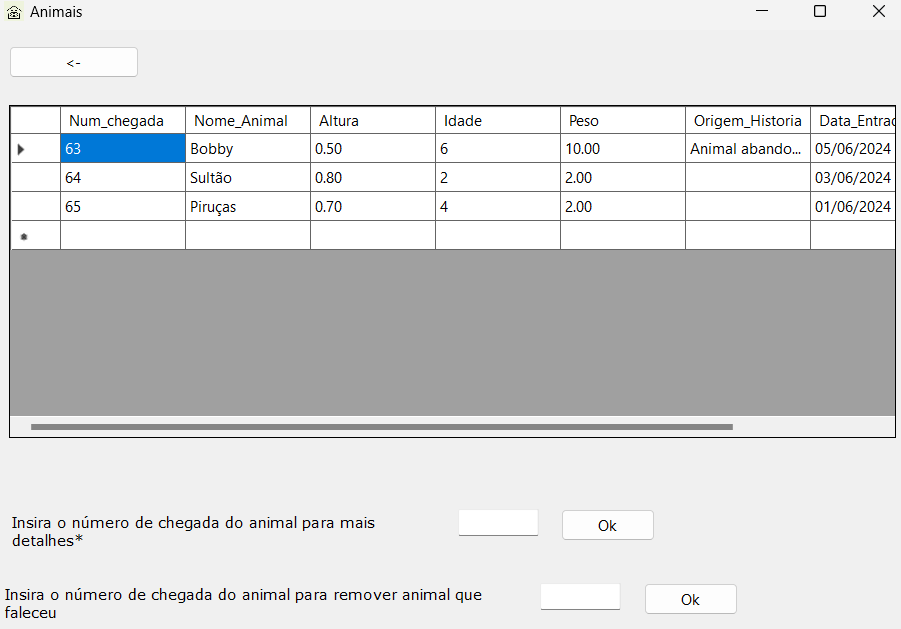 Animais
<-
Num_chegada Nome_Animal Altura Idade Peso Origem_Historia Data_Entrad
63 Bobby 0.50 6 10.00 Animal abando... 05/06/2024
64 Sultão 0.80 2 2.00 03/06/2024
65 Piruças 0.70 4 2.00 01/06/2024
Insira o número de chegada do animal para mais
detalhes*
Ok
Insira o número de chegada do animal para remover animal que
faleceu
Ok